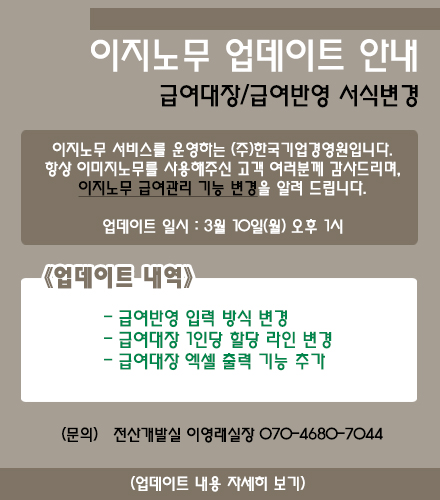 이지노무 업데이트 안내
급여대장/급여반영 서식변경
이지노무 서비스를 운영하는 (주)한국기업경영원입니다.
항상 이미지노무를 사용해주신 고객 여러분께 감사드리며,
이지노무 급여관리 기능 변경을 알려 드립니다.
업데이트 일시 : 3월 10일(월) 오후 1시
《업데이트 내역》
- 급여반영 입력 방식 변경
- 급여대장 1인당 할당 라인 변경
- 급여대장 엑셀 출력 기능 추가
(문의) 전산개발실 이영래실장 070-4680-7044
(업데이트 내용 자세히 보기)